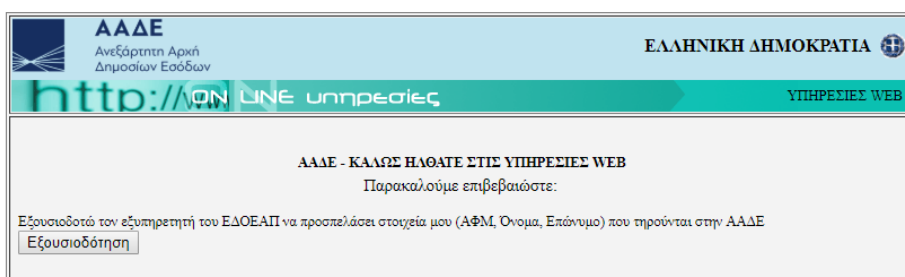 ΑΑΔΕ
Ανεξάρτητη Αρχή
Δημοσίων Εσόδων
ΕΛΛΗΝΙΚΗ ΔΗΜΟΚΡΑΤΙΑ
http://www
ON LINE υπηρεσίες
ΥΠΗΡΕΣΙΕΣ WEB
ΑΑΔΕ - ΚΑΛΩΣ ΗΛΘΑΤΕ ΣΤΙΣ ΥΠΗΡΕΣΙΕΣ WEB
Παρακαλούμε επιβεβαιώστε:
Εξουσιοδοτώ τον εξυπηρετητή του ΕΔΟΕΑΠ να προσπελάσει στοιχεία μου (ΑΦΜ, Όνομα, Επώνυμο) που τηρούνται στην ΑΑΔΕ
Εξουσιοδότηση